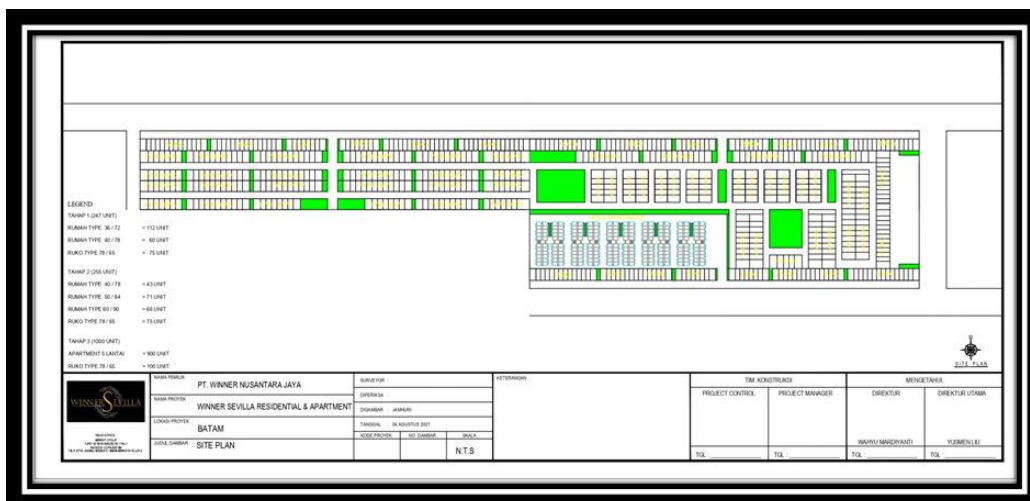 LEGEND
TAHAP 1 (247 UNIT)
RUMAH TYPE 36 / 72 = 112 UNIT
RUMAH TYPE 40 / 78 = 60 UNIT
RUKO TYPE 78 / 65 = 75 UNIT
TAHAP 2 (255 UNIT)
RUMAH TYPE 40 / 78 = 43 UNIT
RUMAH TYPE 50 / 84 = 71 UNIT
RUMAH TYPE 60 / 90 = 66 UNIT
RUKO TYPE 78 / 65 = 75 UNIT
TAHAP 3 (1000 UNIT)
APARTMENT 5 LANTAI = 900 UNIT
RUKO TYPE 78 / 65 = 100 UNIT
SITE PLAN
WINNER SEVILLA
NAMA PEMILIK
PT. WINNER NUSANTARA JAYA
NAMA PROYEK
WINNER SEVILLA RESIDENTIAL & APARTMENT
LOKASI PROYEK
BATAM
JUDUL GAMBAR : SITE PLAN
SURVEYOR :
DIPERIKSA
DIGAMBAR : JAMHURI
TANGGAL : 04 AGUSTUS 2021
KODE PROYEK NO. GAMBAR SKALA
N.T.S
KETERANGAN
TIM KONSTRUKSI
PROJECT CONTROL PROJECT MANAGER
TGL : TGL :
MENGETAHUI,
DIREKTUR DIREKTUR UTAMA
WAHYU MARDIYANTI YUSMEN LIU
TGL : TGL :